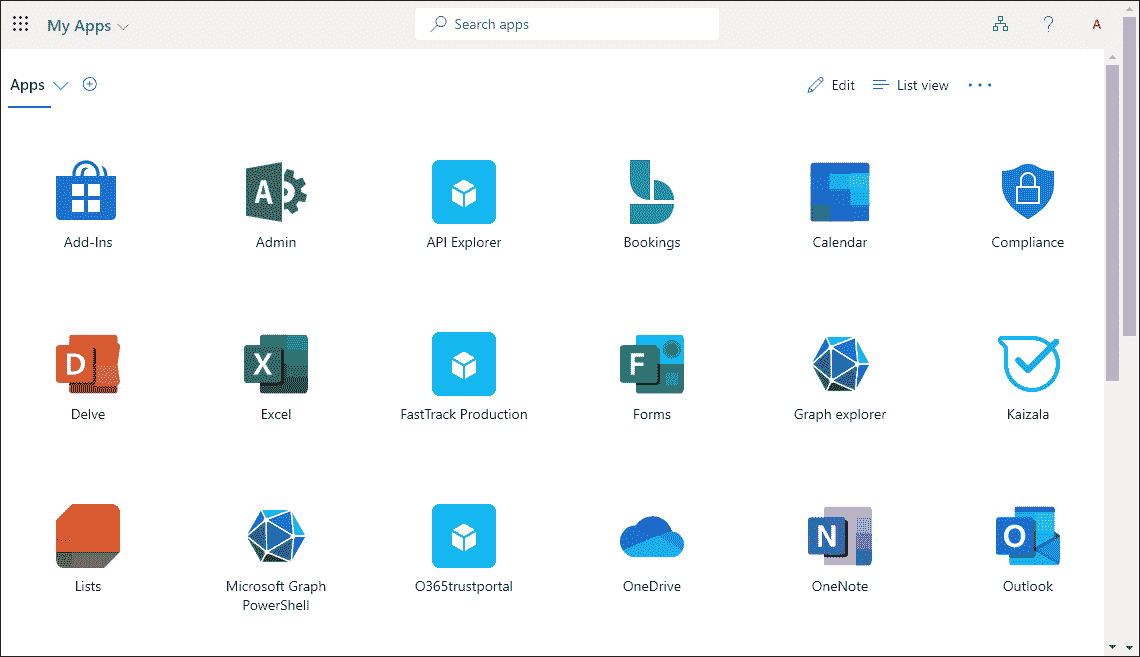 My Apps
Search apps
?
A
Apps
Edit
List view
Add-Ins
A
Admin
API Explorer
Bookings
Calendar
Compliance
D
Delve
X
Excel
FastTrack Production
F
Forms
Graph explorer
Kaizala
Lists
Microsoft Graph
PowerShell
O365trustportal
OneDrive
N
OneNote
O
Outlook